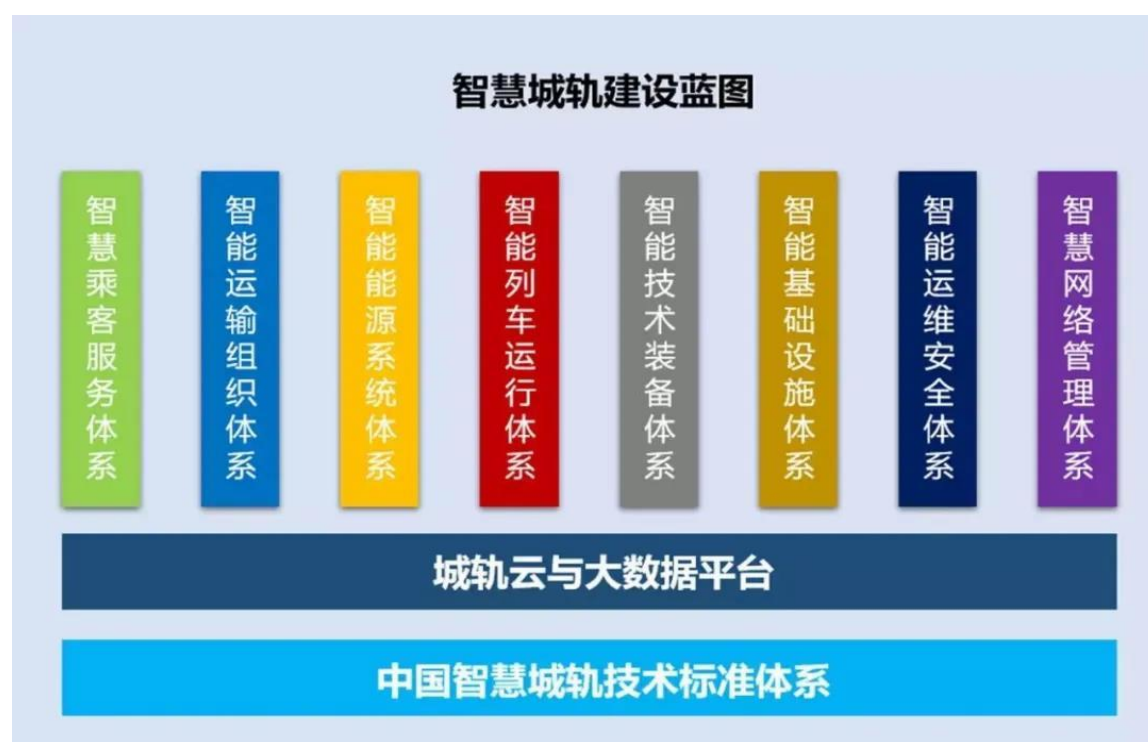 智慧城轨建设蓝图
智慧乘客服务体系
智能运输组织体系
智能能源系统体系
智能列车运行体系
智能技术装备体系
智能基础设施体系
智能运维安全体系
智慧网络管理体系
城轨云与大数据平台
中国智慧城轨技术标准体系